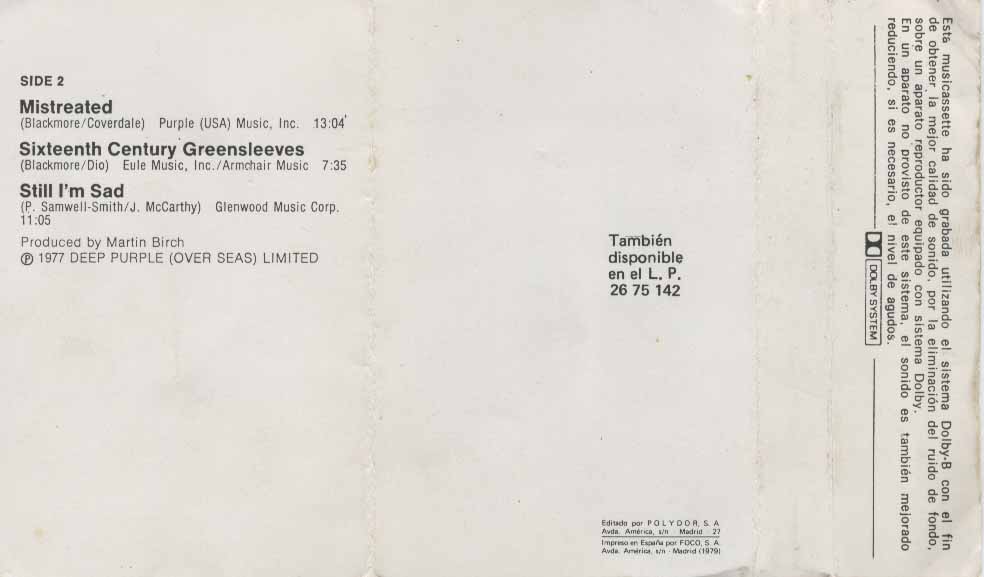 SIDE 2
Mistreated
(Blackmore/Coverdale) Purple (USA) Music, Inc. 13:04
Sixteenth Century Greensleeves
(Blackmore/Dio) Eule Music, Inc./Armchair Music 7:35
Still I'm Sad
(P. Samwell-Smith/J. McCarthy) Glenwood Music Corp.
11:05
Produced by Martin Birch
℗ 1977 DEEP PURPLE (OVER SEAS) LIMITED
También
disponible
en el L. P.
26 75 142
Editado por POLYDOR, S. A.
Avda. América, s/n - Madrid - 27
Impreso en España por FOCO, S. A.
Avda. América, s/n - Madrid (1979)
Esta musicassette ha sido grabada utilizando el sistema Dolby-B con el fin
de obtener la mejor calidad de sonido, por la eliminación del ruido de fondo,
sobre un aparato reproductor equipado con sistema Dolby.
En un aparato no provisto de este sistema, el sonido es también mejorado
reduciendo, si es necesario, el nivel de agudos.
DOLBY SYSTEM